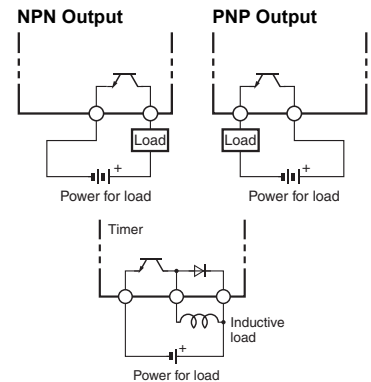 NPN Output
PNP Output
Load
Load
+
+
Power for load
Power for load
Timer
Inductive
load
+
Power for load